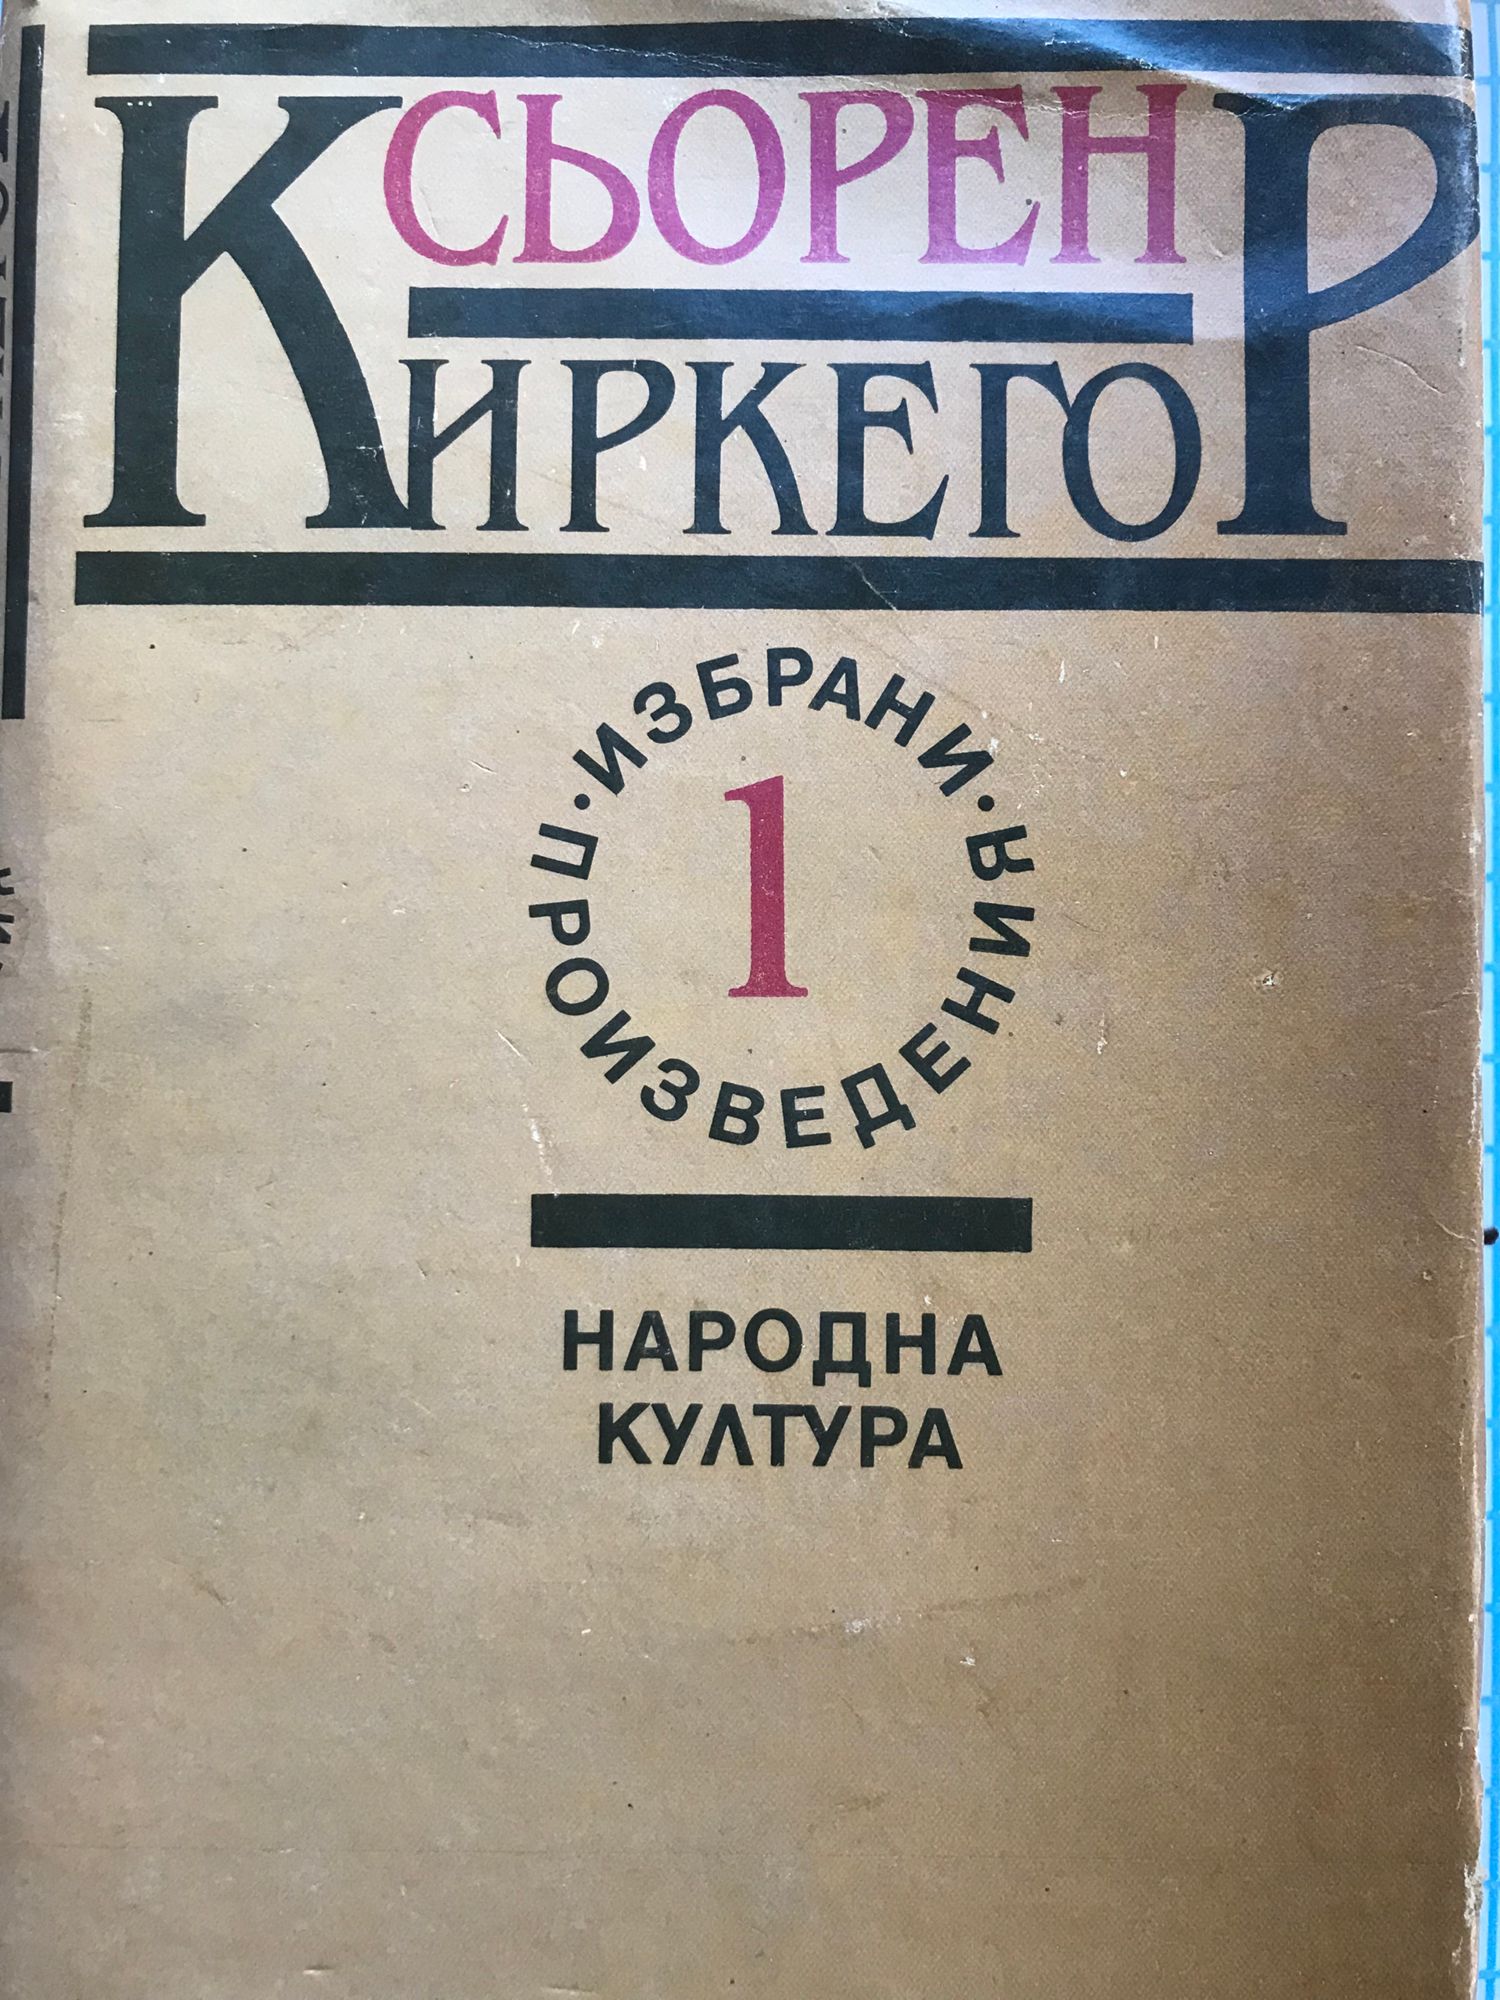 СЬОРЕН
КИРКЕГОР
· ИЗБРАНИ ·
ПРОИЗВЕДЕНИЯ
1
НАРОДНА
КУЛТУРА